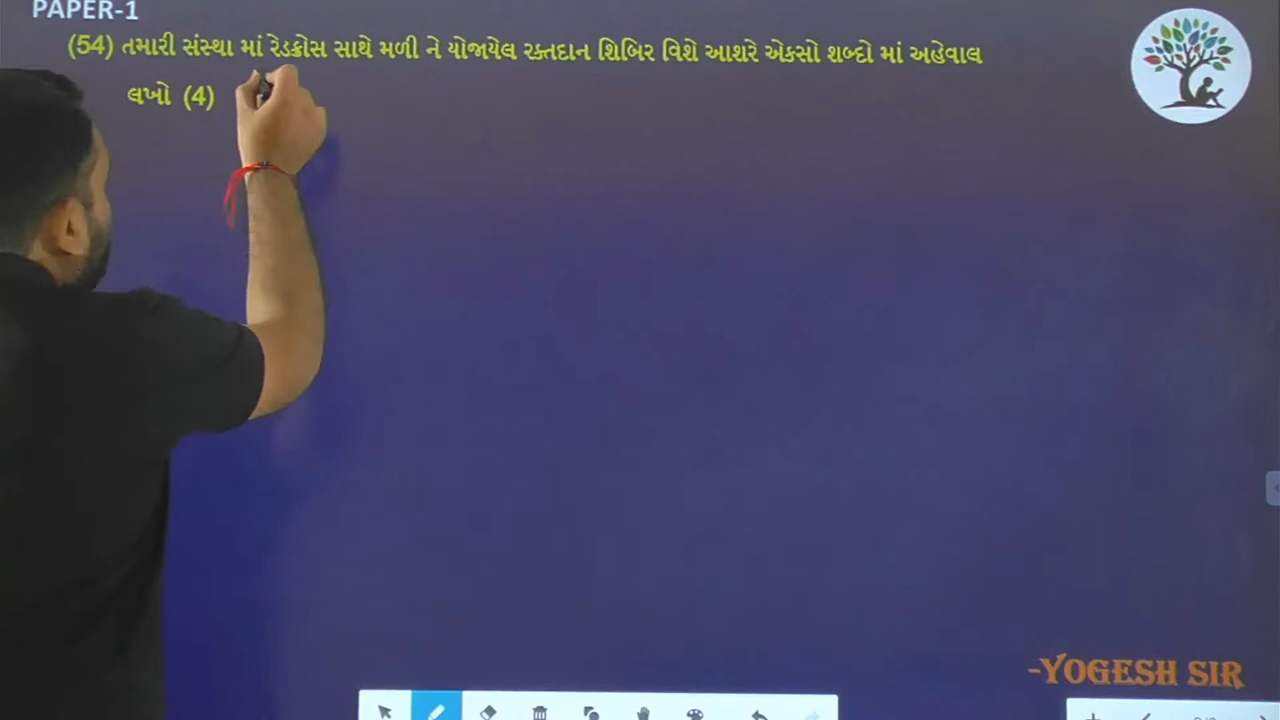 PAPER-1
(54) તમારી સંસ્થા માં રેડક્રોસ સાથે મળી ને યોજાયેલ રક્તદાન શિબિર વિશે આશરે એકસો શબ્દો માં અહેવાલ
લખો (4)
-YOGESH SIR